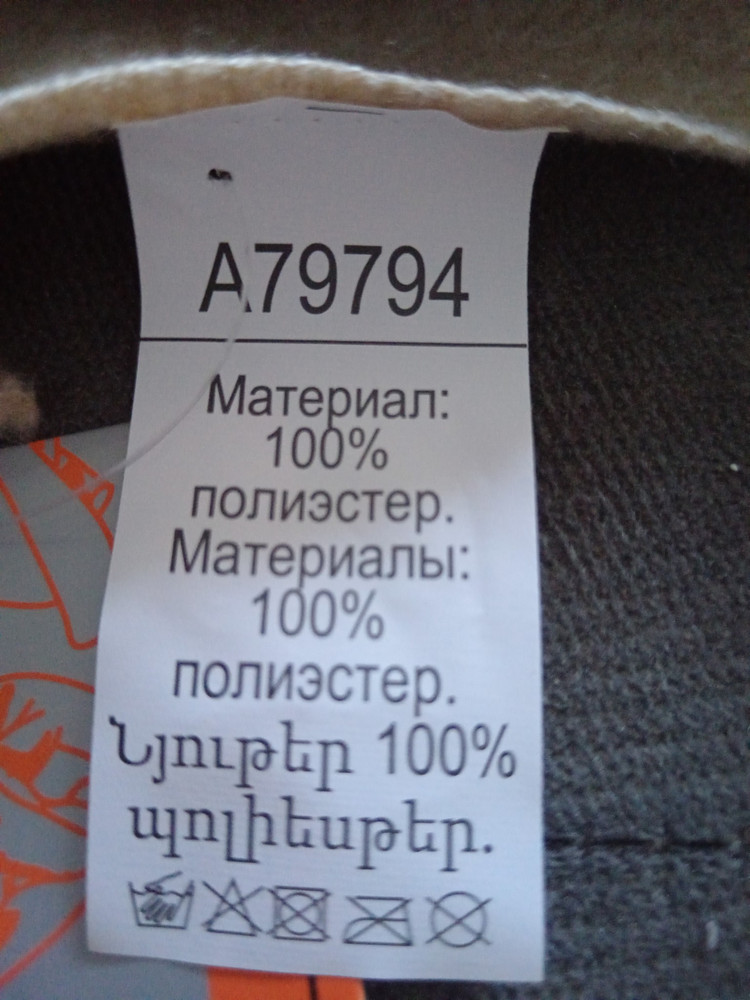 A79794
Материал:
100%
полиэстер.
Материалы:
100%
полиэстер.
Նյութեր 100%
պոլիեսթեր.